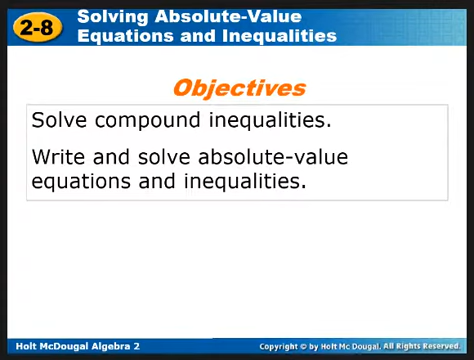 2-8
Solving Absolute-Value
Equations and Inequalities
Objectives
Solve compound inequalities.
Write and solve absolute-value
equations and inequalities.
Holt McDougal Algebra 2
Copyright © by Holt Mc Dougal. All Rights Reserved.